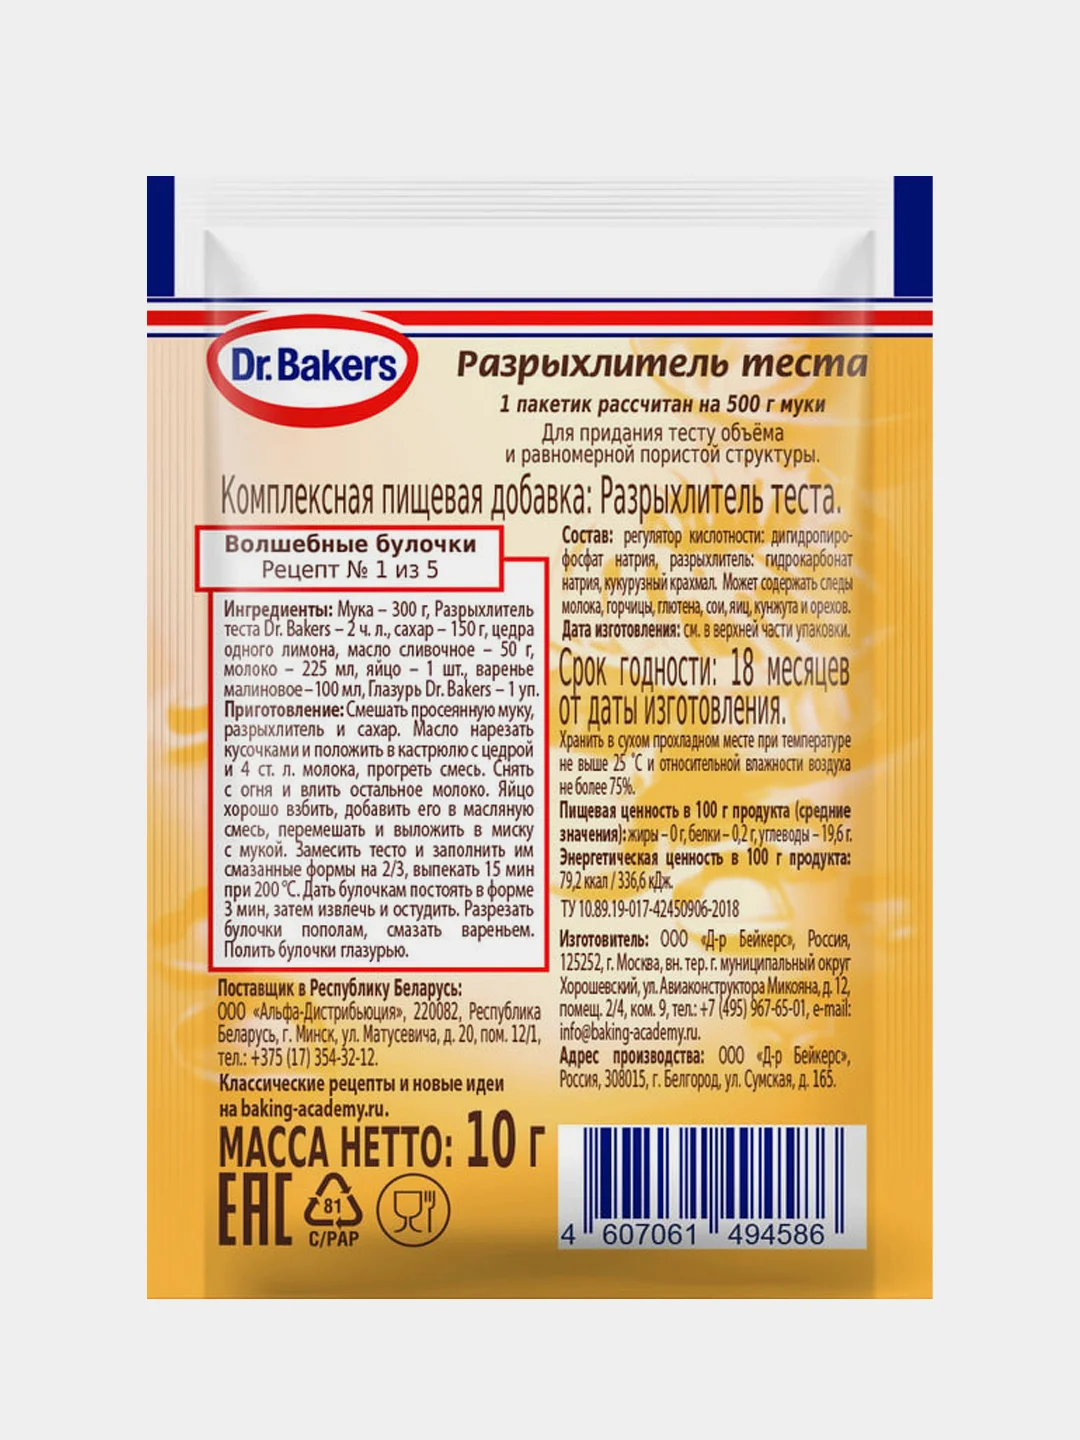 Dr. Bakers
Разрыхлитель теста
1 пакетик рассчитан на 500 г муки
Для придания тесту объёма
и равномерной пористой структуры.
Комплексная пищевая добавка: Разрыхлитель теста.
Волшебные булочки
Рецепт № 1 из 5
Ингредиенты: Мука – 300 г, Разрыхлитель
теста Dr. Bakers – 2 ч. л., сахар – 150 г, цедра
одного лимона, масло сливочное – 50 г,
молоко – 225 мл, яйцо – 1 шт., варенье
малиновое – 100 мл, Глазурь Dr. Bakers – 1 уп.
Приготовление: Смешать просеянную муку,
разрыхлитель и сахар. Масло нарезать
кусочками и положить в кастрюлю с цедрой
и 4 ст. л. молока, прогреть смесь. Снять
с огня и влить остальное молоко. Яйцо
хорошо взбить, добавить его в масляную
смесь, перемешать и выложить в миску
с мукой. Замесить тесто и заполнить им
смазанные формы на 2/3, выпекать 15 мин
при 200 °С. Дать булочкам постоять в форме
3 мин, затем извлечь и остудить. Разрезать
булочки пополам, смазать вареньем.
Полить булочки глазурью.
Поставщик в Республику Беларусь:
ООО «Альфа-Дистрибьюция», 220082, Республика
Беларусь, г. Минск, ул. Матусевича, д. 20, пом. 12/1,
тел.: +375 (17) 354-32-12.
Классические рецепты и новые идеи
на baking-academy.ru.
МАССА НЕТТО: 10 г
ЕАС
81
C/PAP
Состав: регулятор кислотности: дигидропиро-
фосфат натрия, разрыхлитель: гидрокарбонат
натрия, кукурузный крахмал. Может содержать следы
молока, горчицы, глютена, сои, яиц, кунжута и орехов.
Дата изготовления: см. в верхней части упаковки.
Срок годности: 18 месяцев
от даты изготовления.
Хранить в сухом прохладном месте при температуре
не выше 25 °С и относительной влажности воздуха
не более 75%.
Пищевая ценность в 100 г продукта (средние
значения): жиры – 0 г, белки – 0,2 г, углеводы – 19,6 г.
Энергетическая ценность в 100 г продукта:
79,2 ккал / 336,6 кДж.
ТУ 10.89.19-017-42450906-2018
Изготовитель: ООО «Д-р Бейкерс», Россия,
125252, г. Москва, вн. тер. г. муниципальный округ
Хорошевский, ул. Авиаконструктора Микояна, д. 12,
помещ. 2/4, ком. 9, тел.: +7 (495) 967-65-01, e-mail:
info@baking-academy.ru.
Адрес производства: ООО «Д-р Бейкерс»,
Россия, 308015, г. Белгород, ул. Сумская, д. 165.
4 607061 494586